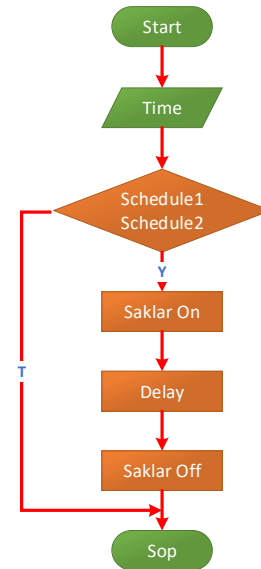 Start
Time
Schedule1
Schedule2
Y
Saklar On
T
Delay
Saklar Off
Sop